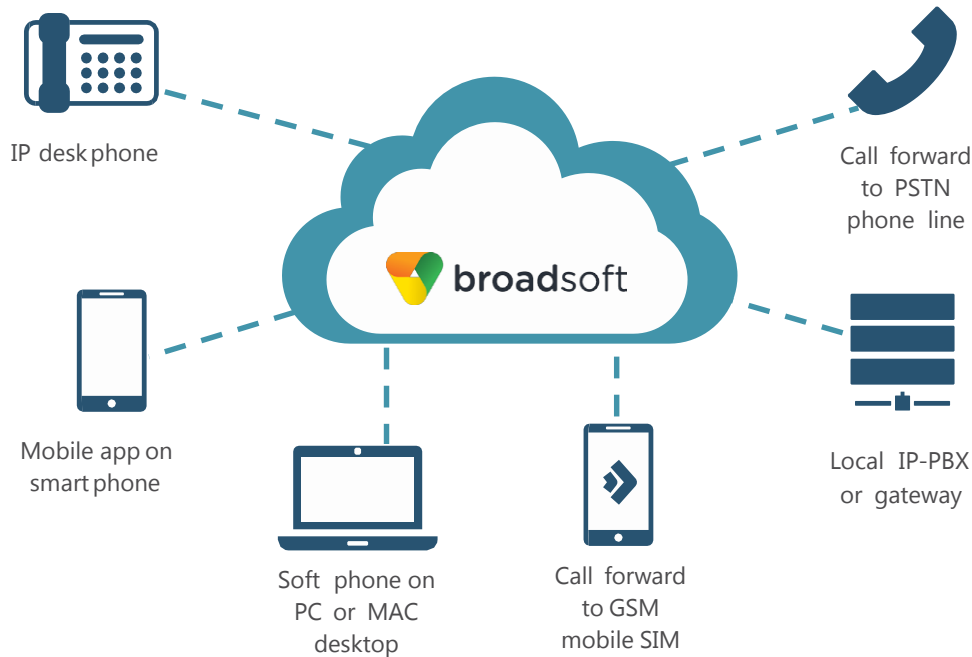 IP desk phone
Call forward
to PSTN
phone line
broadsoft
Mobile app on
smart phone
Local IP-PBX
or gateway
Soft phone on
PC or MAC
desktop
Call forward
to GSM
mobile SIM